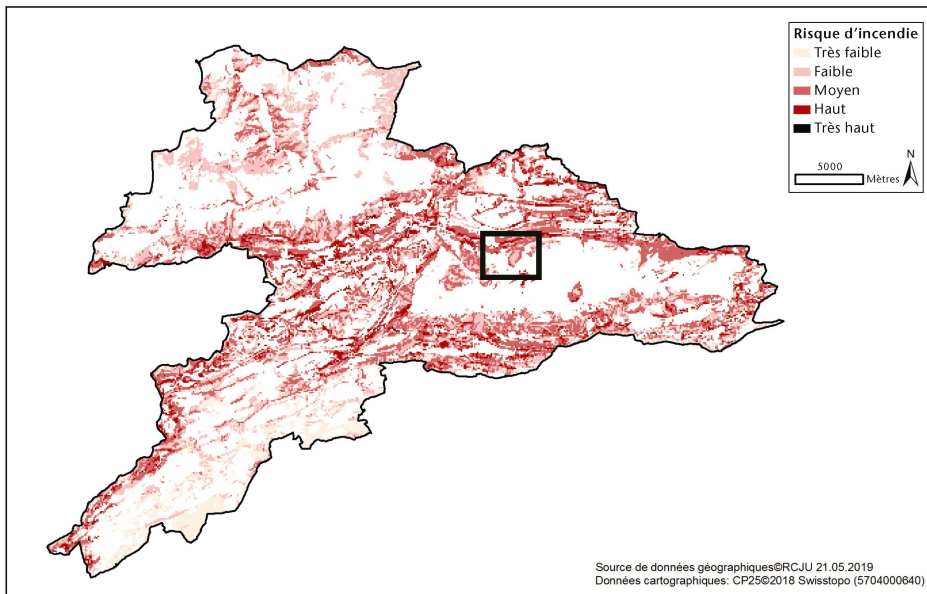 Risque d'incendie
Très faible
Faible
Moyen
Haut
Très haut
N
5000
Mètres
Source de données géographiques©RCJU 21.05.2019
Données cartographiques: CP25©2018 Swisstopo (5704000640)